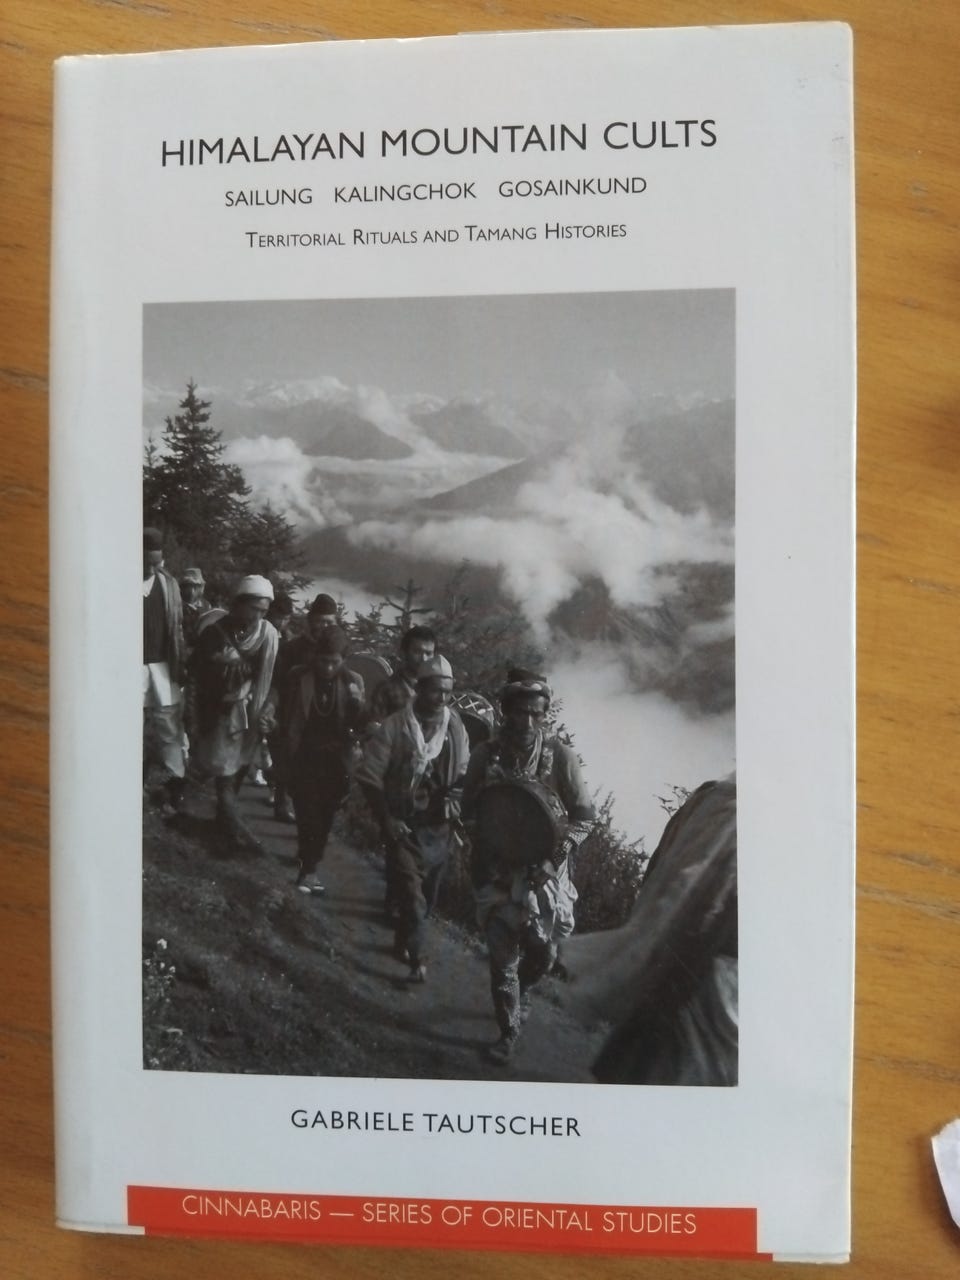 HIMALAYAN MOUNTAIN CULTS
SAILUNG KALINGCHOK GOSAINKUND
TERRITORIAL RITUALS AND TAMANG HISTORIES
GABRIELE TAUTSCHER
CINNABARIS — SERIES OF ORIENTAL STUDIES